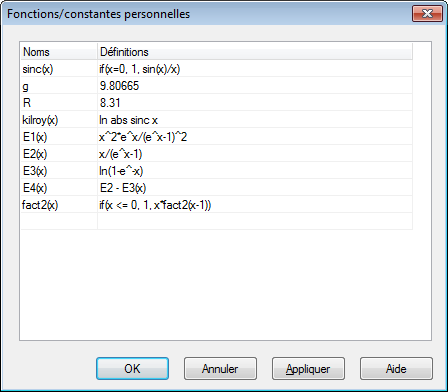 Fonctions/constantes personnelles
Noms Définitions
sinc(x) if(x=0, 1, sin(x)/x)
g 9.80665
R 8.31
kilroy(x) ln abs sinc x
E1(x) x^2*e^x/(e^x-1)^2
E2(x) x/(e^x-1)
E3(x) ln(1-e^-x)
E4(x) E2 - E3(x)
fact2(x) if(x <= 0, 1, x*fact2(x-1))
OK Annuler Appliquer Aide